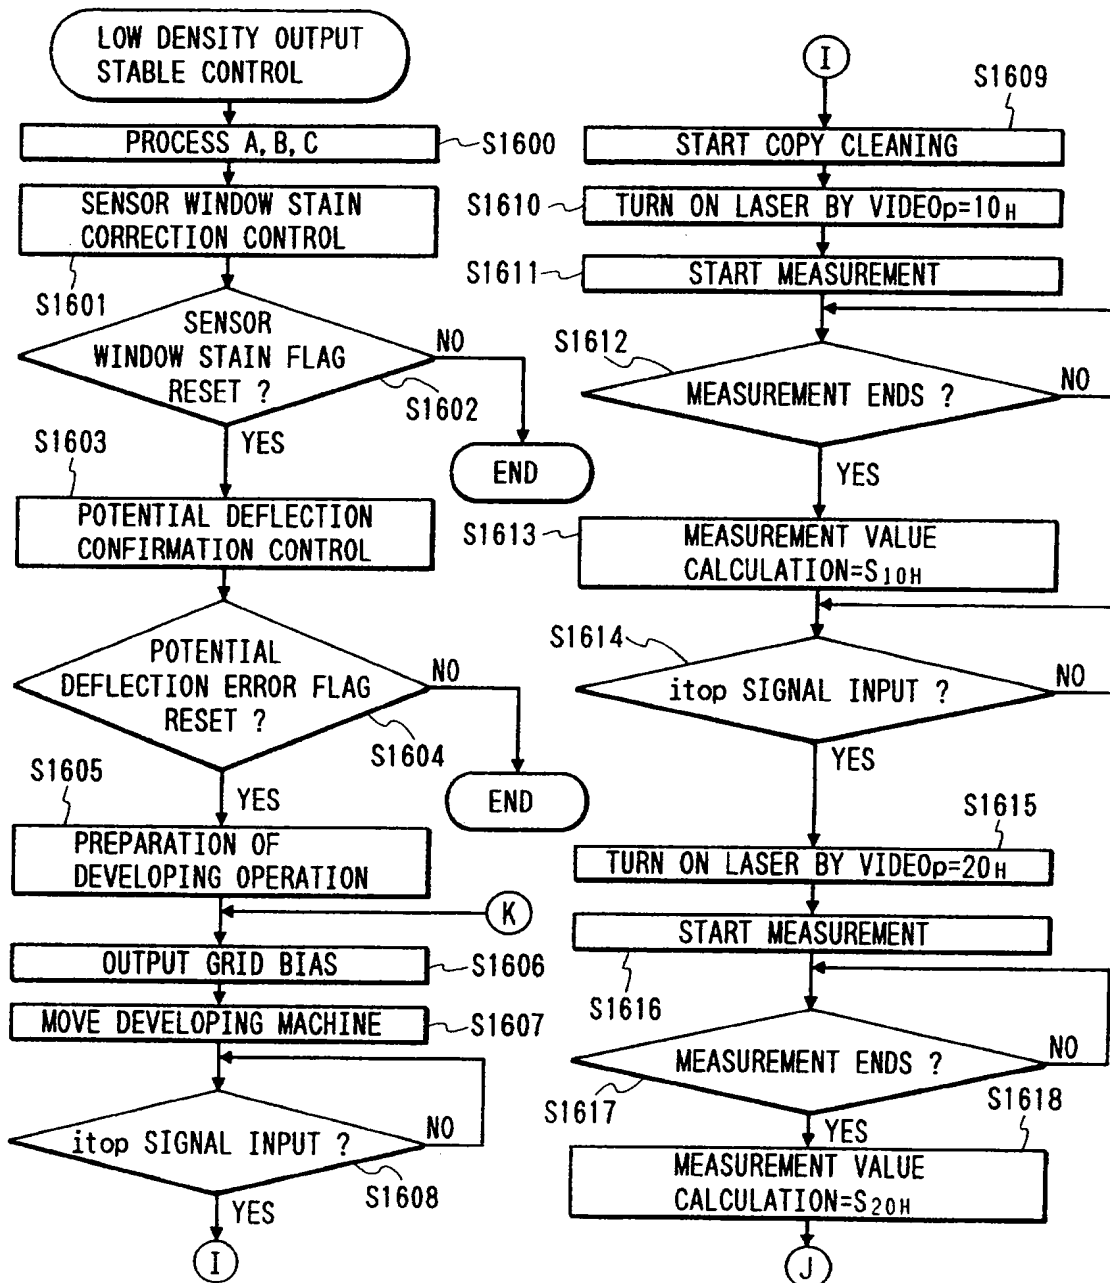 LOW DENSITY OUTPUT
STABLE CONTROL
PROCESS A, B, C
S1600
SENSOR WINDOW STAIN
CORRECTION CONTROL
S1601
SENSOR
WINDOW STAIN FLAG
RESET ?
NO
S1602
YES
END
S1603
POTENTIAL DEFLECTION
CONFIRMATION CONTROL
POTENTIAL
DEFLECTION ERROR FLAG
RESET ?
NO
S1604
YES
END
S1605
PREPARATION OF
DEVELOPING OPERATION
K
OUTPUT GRID BIAS
S1606
MOVE DEVELOPING MACHINE
S1607
itop SIGNAL INPUT ?
NO
S1608
YES
I
I
S1609
START COPY CLEANING
S1610
TURN ON LASER BY VIDEOp=10H
S1611
START MEASUREMENT
S1612
MEASUREMENT ENDS ?
NO
YES
S1613
MEASUREMENT VALUE
CALCULATION=S10H
S1614
itop SIGNAL INPUT ?
NO
YES
S1615
TURN ON LASER BY VIDEOp=20H
START MEASUREMENT
S1616
MEASUREMENT ENDS ?
NO
S1617
YES
S1618
MEASUREMENT VALUE
CALCULATION=S20H
J